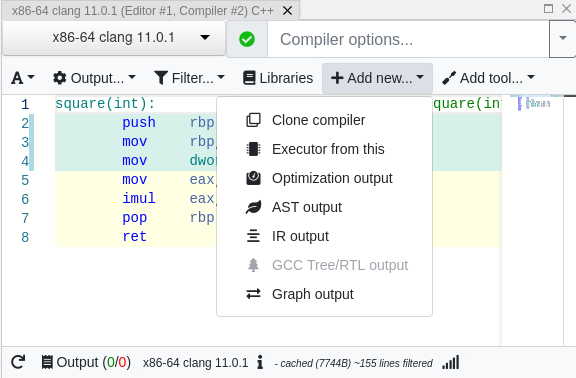 x86-64 clang 11.0.1 (Editor #1, Compiler #2) C++
x86-64 clang 11.0.1
Compiler options...
A Output... Filter... Libraries Add new... Add tool...
1 square(int): quare(in
2 push rbp
3 mov rbp,
4 mov dwo
5 mov eax,
6 imul eax,
7 pop rbp
8 ret
Clone compiler
Executor from this
Optimization output
AST output
IR output
GCC Tree/RTL output
Graph output
Output (0/0) x86-64 clang 11.0.1 i - cached (7744B) ~155 lines filtered